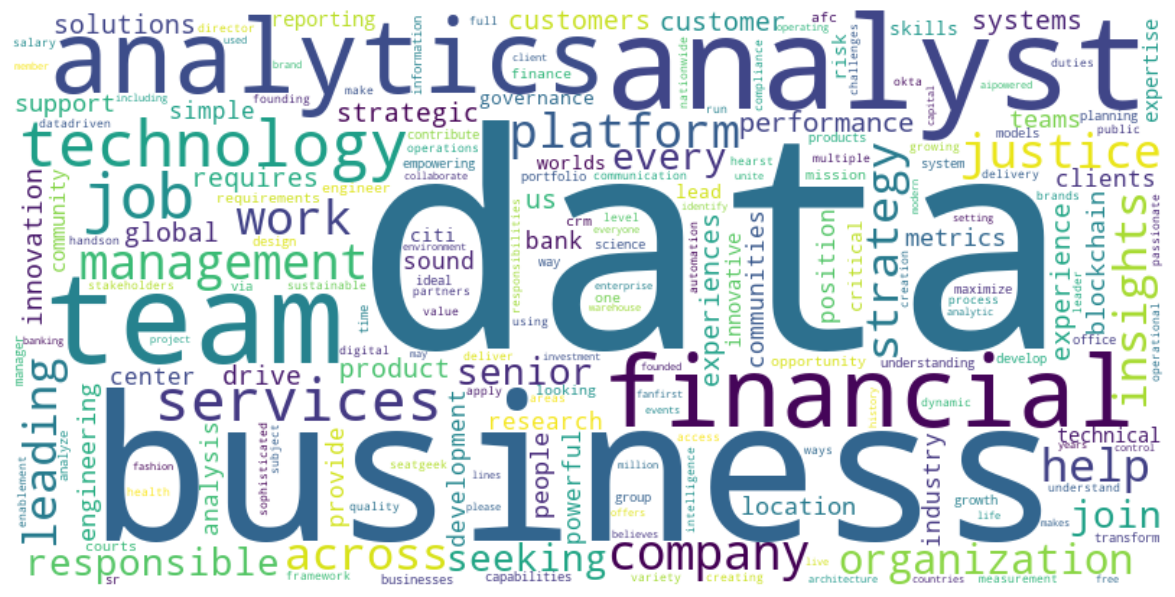 solutions
director
used
reporting
full
customers
customer
afc
operating
skills
systems
expertise
salary
member
including
brand
analytics
analyst
information
client
finance
make
founding
nationwide
compliance
risk
challenges
okta
capital
aipowered
duties
planning
public
support
simple
strategic
governance
run
datadriven
technology
contribute
operations
platform
performance
products
models
teams
growing
system
delivery
justice
empowering
collaborate
worlds
every
hearst
unite
multiple
mission
portfolio
communication
brands
clients
innovation
community
job
requires
requirements
engineer
us
lead
identify
strategy
modern
passionate
handson
design
global
work
citi
environment
sound
ideal
partners
value
data
crm
bank
way
level
everyone
science
responsibilities
enterprise
one
warehouse
using
automation
experiences
innovative
communities
position
critical
setting
metrics
creation
maximize
process
analytic
experience
leader
blockchain
insights
operational
management
stakeholders
via
sustainable
team
time
project
banking
manager
digital
may
deliver
investment
founded
opportunity
understanding
develop
office
center
drive
product
senior
apply
looking
areas
fanfirst
events
financial
dynamic
leading
services
research
history
enablement
analyze
engineering
fashion
health
analysis
sophisticated
subject
provide
seatgeek
quality
lines
please
development
people
powerful
million
group
offers
believes
access
intelligence
ways
location
business
industry
growth
life
makes
technical
years
control
understand
help
join
transform
courts
responsible
sr
framework
across
businesses
seeking
capabilities
company
variety
creating
live
architecture
organization
countries
measurement
free